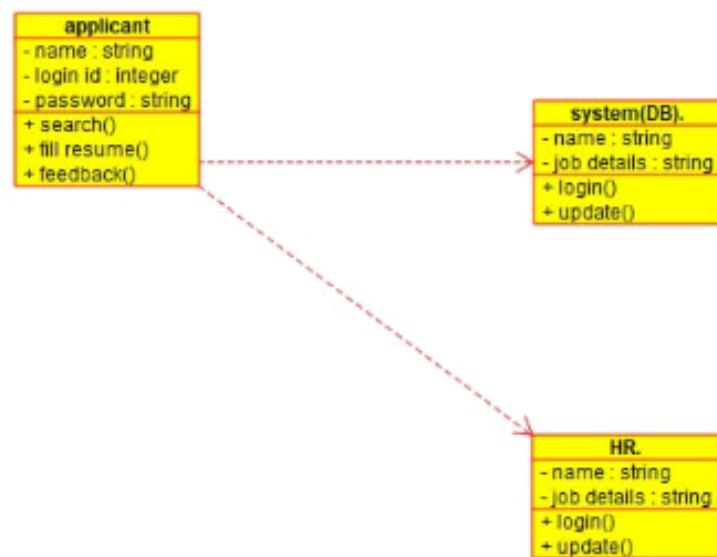 applicant
- name : string
- login id : integer
- password : string
+ search()
+ fill resume()
+ feedback()
system(DB).
- name : string
- job details : string
+ login()
+ update()
HR.
- name : string
- job details : string
+ login()
+ update()